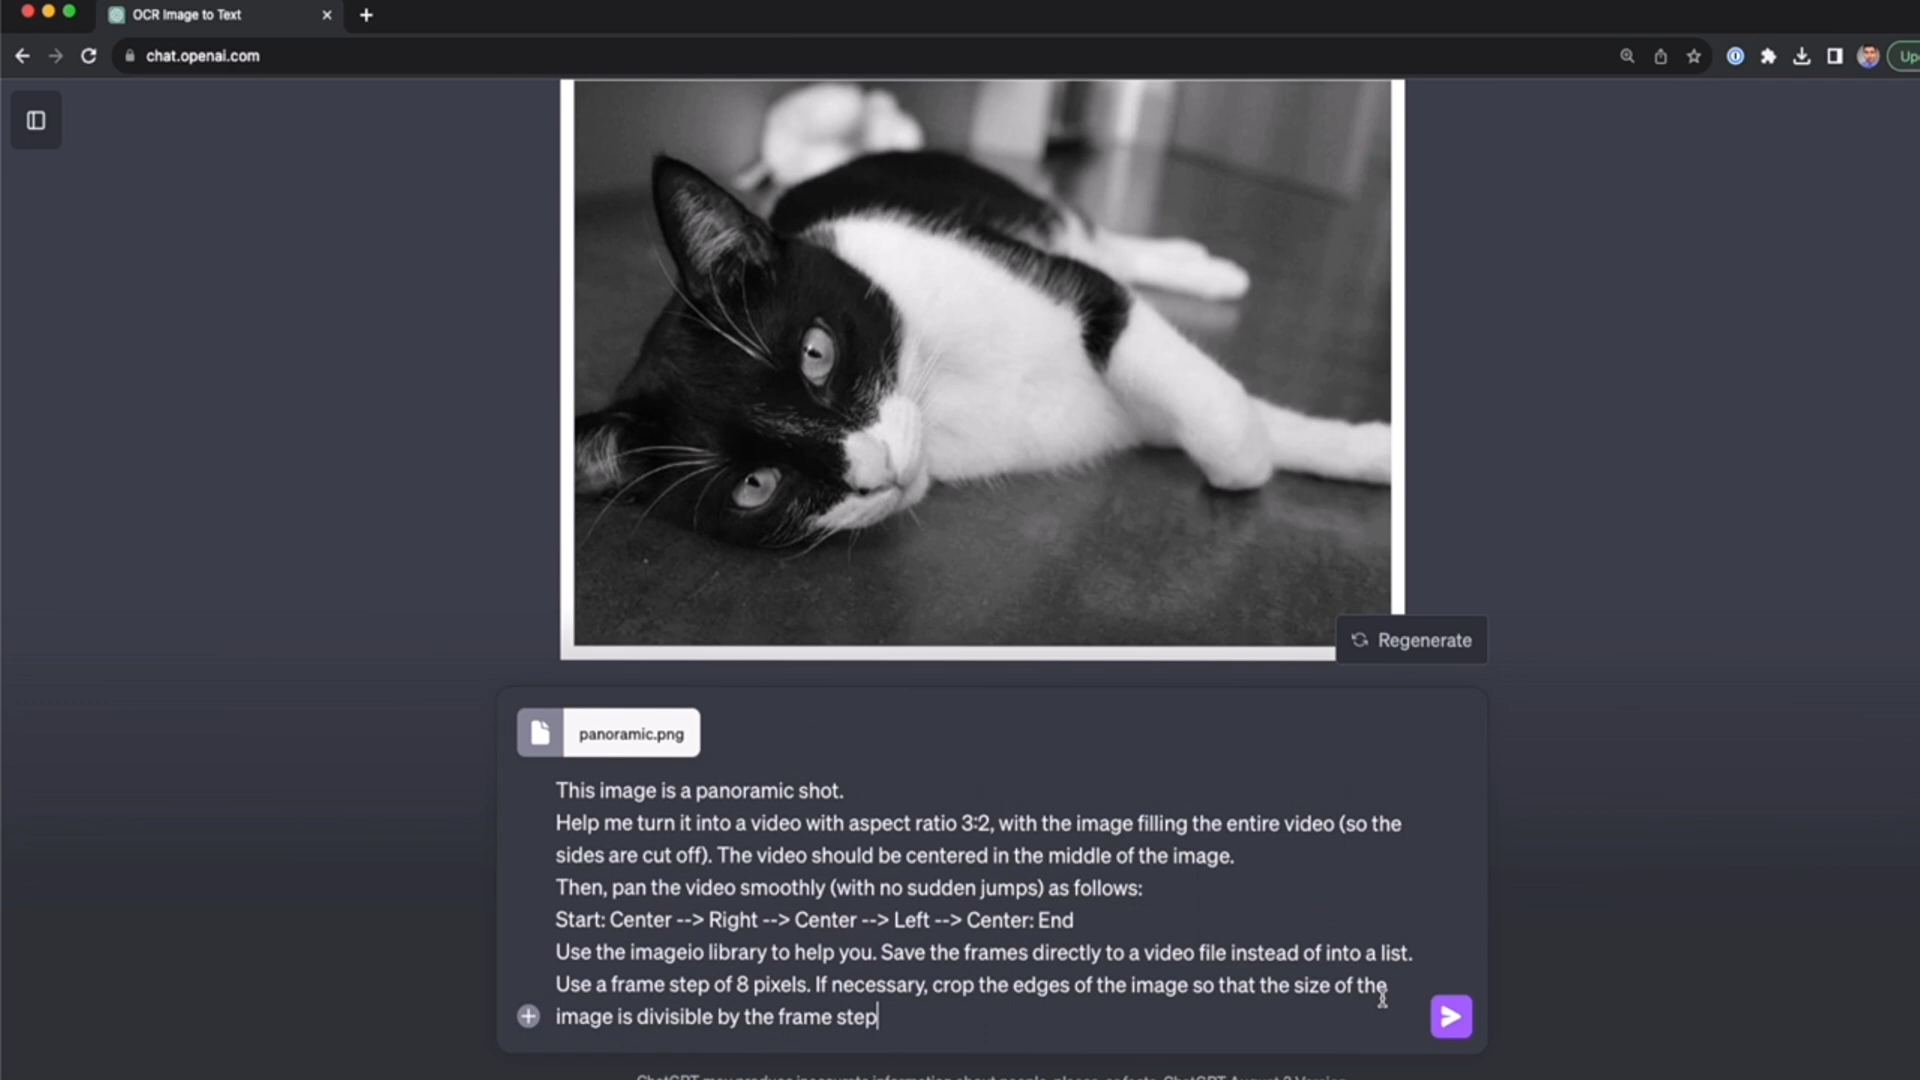 OCR Image to Text
chat.openai.com
Regenerate
panoramic.png
This image is a panoramic shot.
Help me turn it into a video with aspect ratio 3:2, with the image filling the entire video (so the
sides are cut off). The video should be centered in the middle of the image.
Then, pan the video smoothly (with no sudden jumps) as follows:
Start: Center --> Right --> Center --> Left --> Center: End
Use the imageio library to help you. Save the frames directly to a video file instead of into a list.
Use a frame step of 8 pixels. If necessary, crop the edges of the image so that the size of the
image is divisible by the frame step